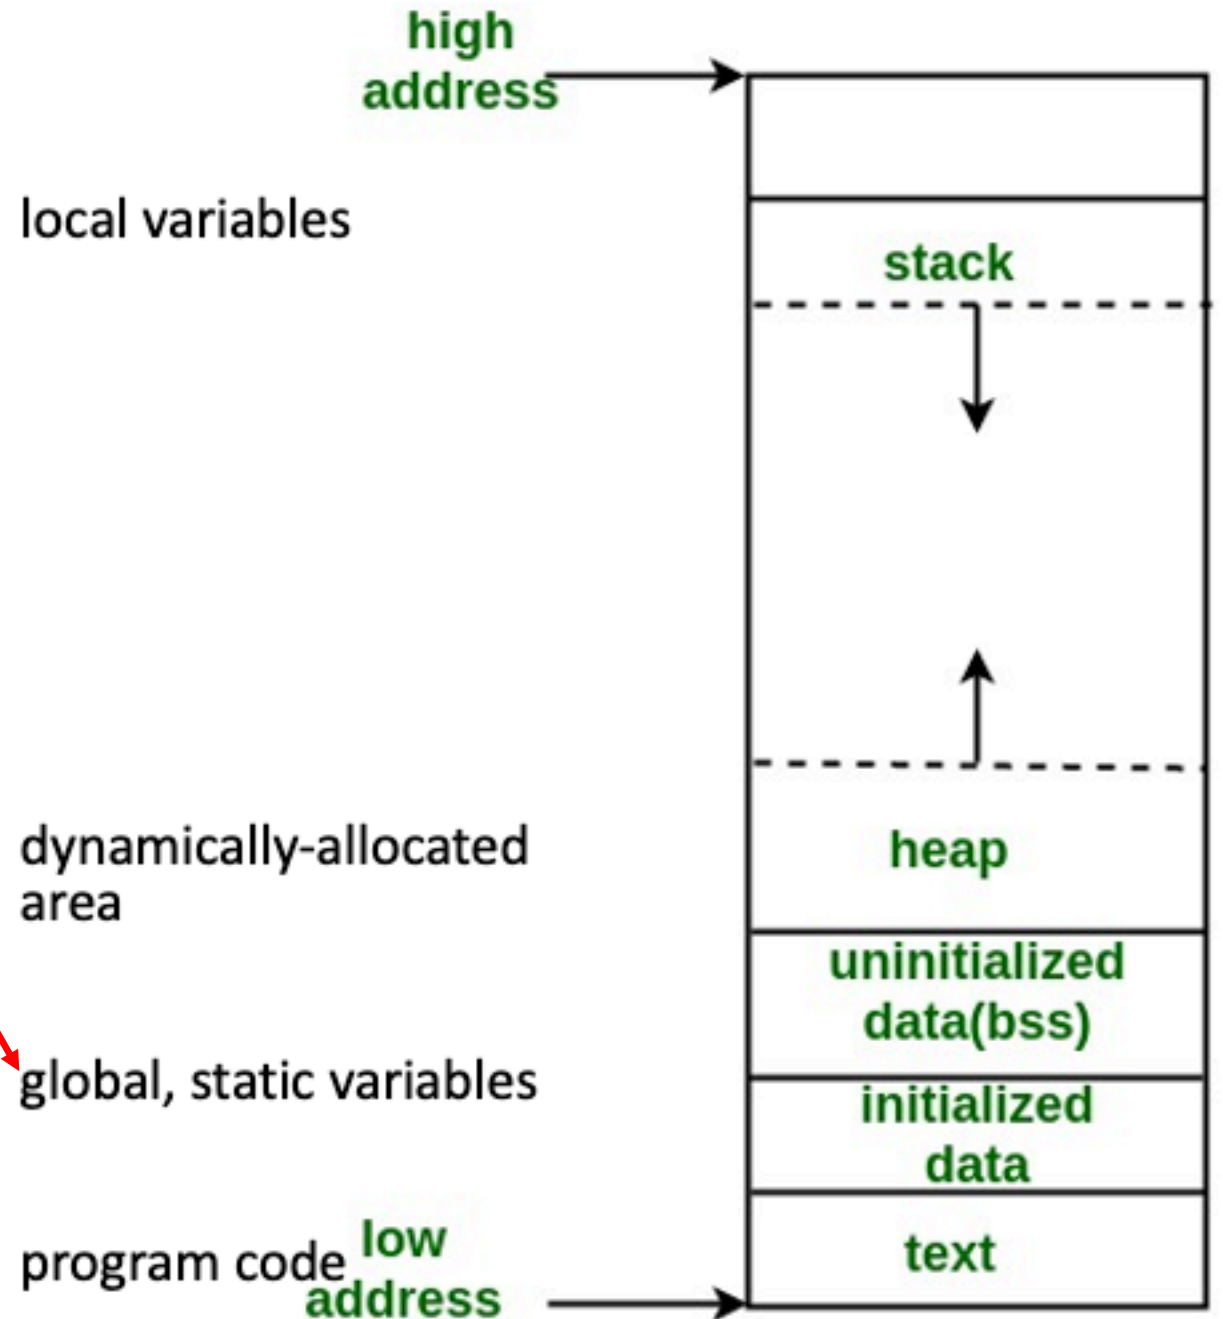 high
address
local variables
stack
dynamically-allocated
area
heap
uninitialized
data(bss)
global, static variables
initialized
data
program code
low
address
text